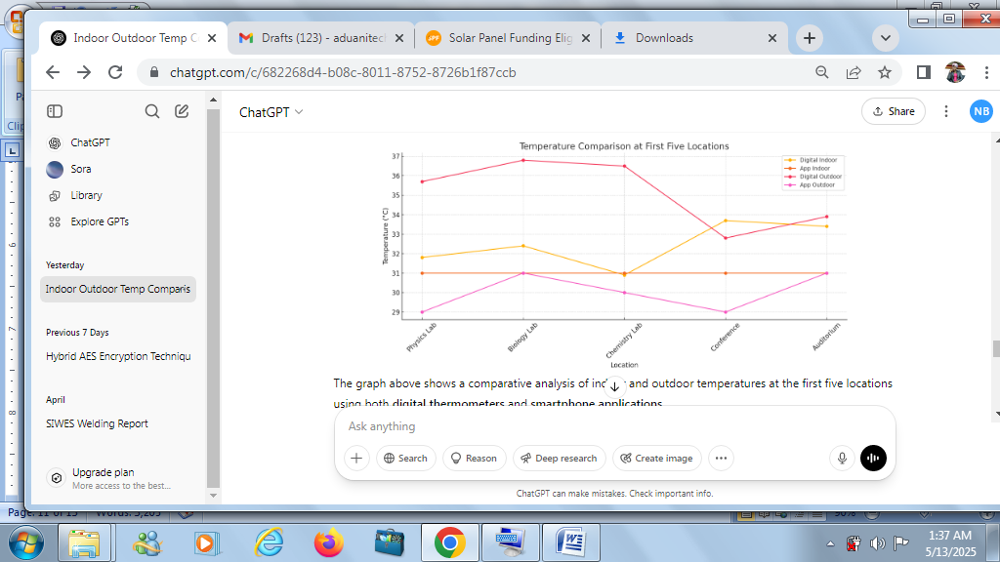 Indoor Outdoor Temp C
Drafts (123) - aduanitech
Solar Panel Funding Elig
Downloads
chatgpt.com/c/682268d4-b08c-8011-8752-8726b1f87ccb
ChatGPT
Share
NB
ChatGPT
Sora
Library
Explore GPTs
Yesterday
Indoor Outdoor Temp Comparis
Previous 7 Days
Hybrid AES Encryption Techniqu
April
SIWES Welding Report
Upgrade plan
More access to the best...
Temperature Comparison at First Five Locations
Digital Indoor
App Indoor
Digital Outdoor
App Outdoor
Temperature (°C)
37
36
35
34
33
32
31
30
29
Physics Lab
Biology Lab
Chemistry Lab
Conference
Auditorium
Location
The graph above shows a comparative analysis of and outdoor temperatures at the first five locations
using both digital thermometers and smartphone applications.
Ask anything
Search
Reason
Deep research
Create image
ChatGPT can make mistakes. Check important info.
Page: 11 of 13
Words: 3,203
90%
1:37 AM
5/13/2025